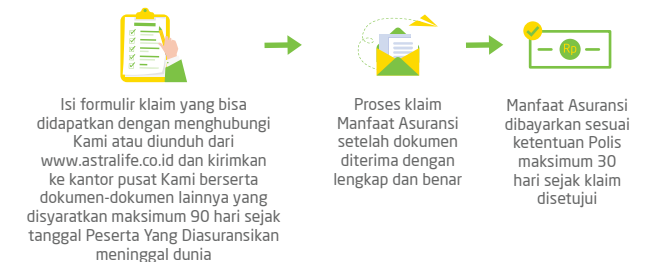 Rp
Isi formulir klaim yang bisa
didapatkan dengan menghubungi
Kami atau diunduh dari
www.astralife.co.id dan kirimkan
ke kantor pusat Kami berserta
dokumen-dokumen lainnya yang
disyaratkan maksimum 90 hari sejak
tanggal Peserta Yang Diasuransikan
meninggal dunia
Proses klaim
Manfaat Asuransi
setelah dokumen
diterima dengan
lengkap dan benar
Manfaat Asuransi
dibayarkan sesuai
ketentuan Polis
maksimum 30
hari sejak klaim
disetujui